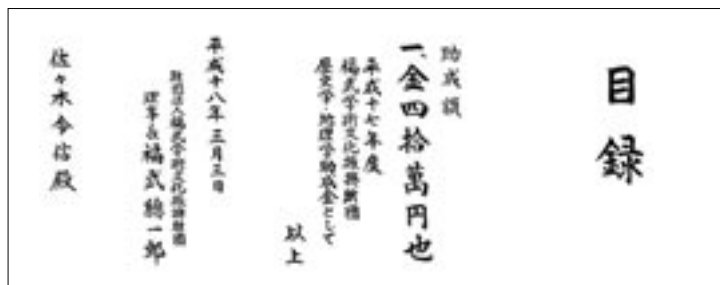 目録
助成額
一、金四拾萬円也
平成十七年度
福武学術文化振興財団
歴史学・地理学助成金として
以上
平成十八年三月三日
財団法人福武学術文化振興財団
理事長 福武總一郎
佐々木令信殿